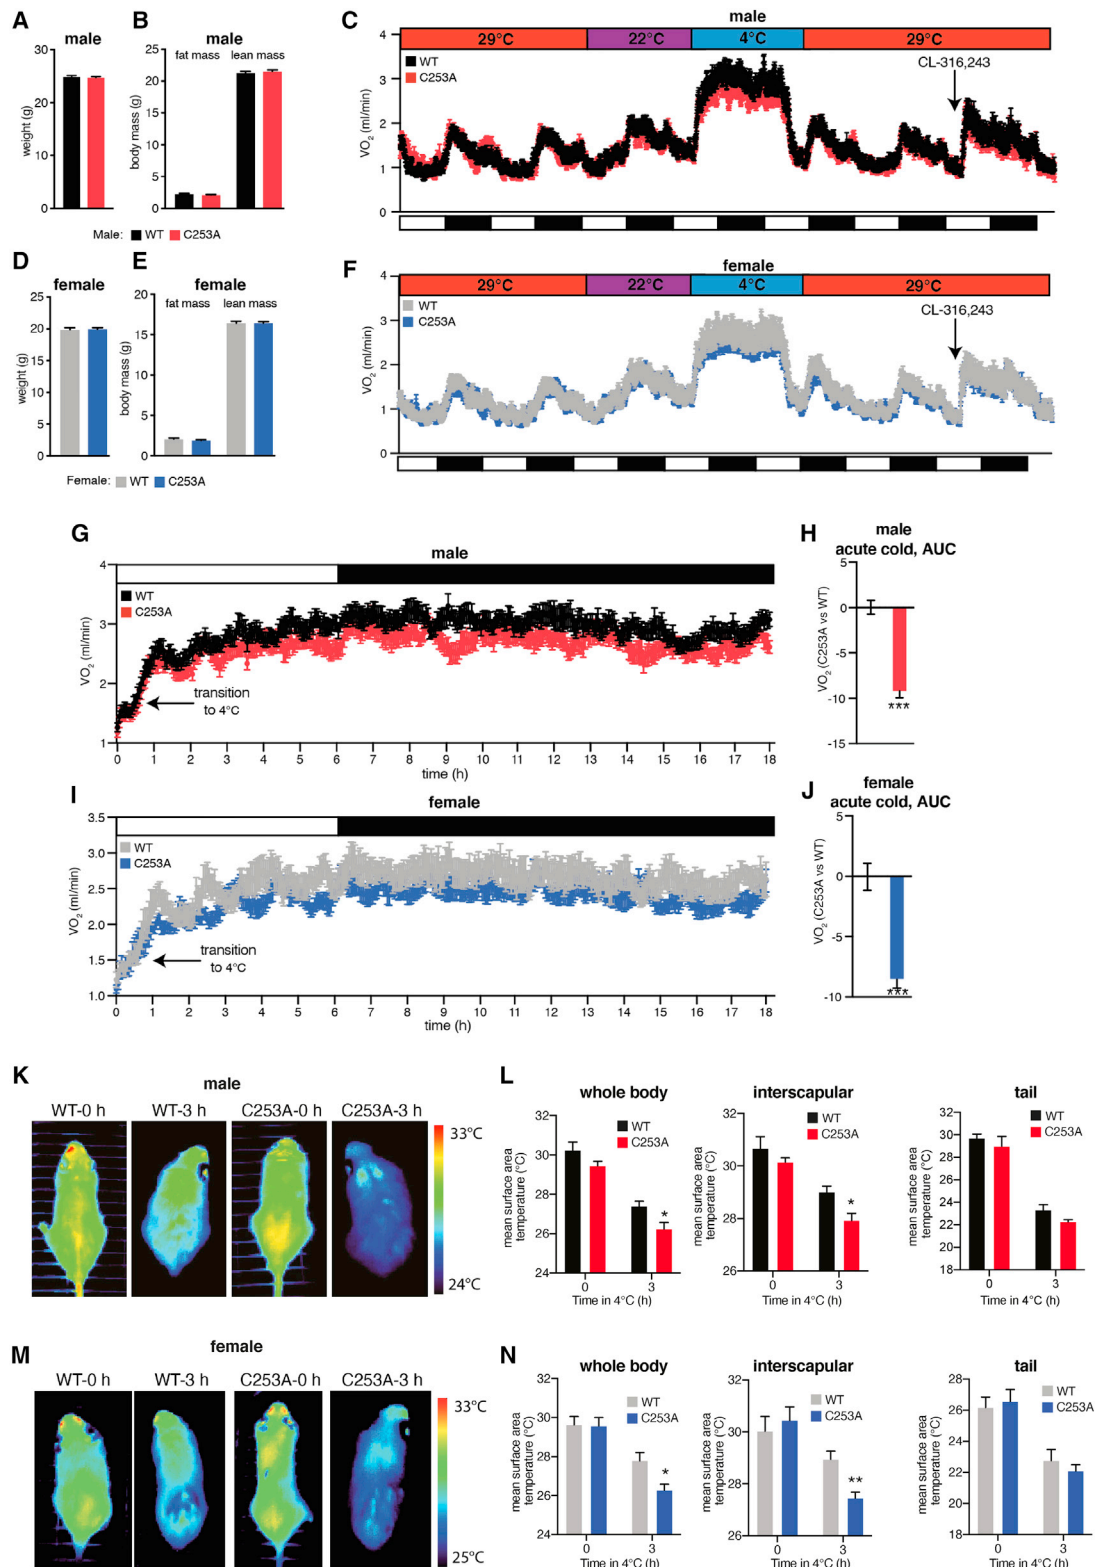 A
male
weight (g)
30
20
10
0
B
male
fat mass
lean mass
body mass (g)
25
20
15
10
5
0
Male: WT C253A
C
male
29°C
22°C
4°C
29°C
WT
C253A
CL-316,243
VO2 (ml/min)
4
3
2
1
0
D
female
weight (g)
25
20
15
10
5
0
E
female
fat mass
lean mass
body mass (g)
20
15
10
5
0
Female: WT C253A
F
female
29°C
22°C
4°C
29°C
WT
C253A
CL-316,243
VO2 (ml/min)
4
3
2
1
0
G
male
WT
C253A
VO2 (ml/min)
4
3
2
1
transition
to 4°C
0 1 2 3 4 5 6 7 8 9 10 11 12 13 14 15 16 17 18
time (h)
H
male
acute cold, AUC
VO2 (C253A vs WT)
5
0
-5
-10
-15
***
I
female
WT
C253A
VO2 (ml/min)
3.5
3.0
2.5
2.0
1.5
1.0
transition
to 4°C
0 1 2 3 4 5 6 7 8 9 10 11 12 13 14 15 16 17 18
time (h)
J
female
acute cold, AUC
VO2 (C253A vs WT)
5
0
-5
-10
***
K
male
WT-0 h
WT-3 h
C253A-0 h
C253A-3 h
33°C
24°C
L
whole body
WT
C253A
mean surface area
temperature (°C)
32
30
28
26
24
*
0 3
Time in 4°C (h)
interscapular
WT
C253A
mean surface area
temperature (°C)
32
30
28
26
*
0 3
Time in 4°C (h)
tail
WT
C253A
mean surface area
temperature (°C)
32
30
28
26
24
22
20
18
0 3
Time in 4°C (h)
M
female
WT-0 h
WT-3 h
C253A-0 h
C253A-3 h
33°C
25°C
N
whole body
WT
C253A
mean surface area
temperature (°C)
32
30
28
26
24
*
0 3
Time in 4°C (h)
interscapular
WT
C253A
mean surface area
temperature (°C)
32
30
28
26
**
0 3
Time in 4°C (h)
tail
WT
C253A
mean surface area
temperature (°C)
28
26
24
22
18
0 3
Time in 4°C (h)